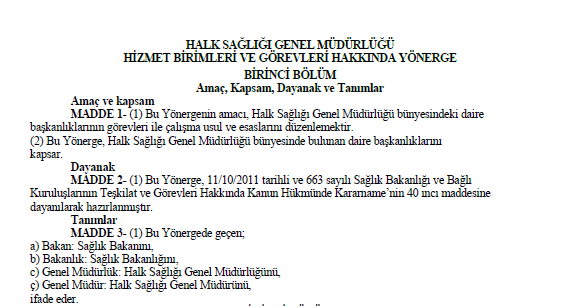 HALK SAĞLIĞI GENEL MÜDÜRLÜĞÜ
HİZMET BİRİMLERİ VE GÖREVLERİ HAKKINDA YÖNERGE
BİRİNCİ BÖLÜM
Amaç, Kapsam, Dayanak ve Tanımlar
Amaç ve kapsam
MADDE 1- (1) Bu Yönergenin amacı, Halk Sağlığı Genel Müdürlüğü bünyesindeki daire
başkanlıklarının görevleri ile çalışma usul ve esaslarını düzenlemektir.
(2) Bu Yönerge, Halk Sağlığı Genel Müdürlüğü bünyesinde bulunan daire başkanlıklarını
kapsar.
Dayanak
MADDE 2- (1) Bu Yönerge, 11/10/2011 tarihli ve 663 sayılı Sağlık Bakanlığı ve Bağlı
Kuruluşlarının Teşkilat ve Görevleri Hakkında Kanun Hükmünde Kararname'nin 40 ıncı maddesine
dayanılarak hazırlanmıştır.
Tanımlar
MADDE 3- (1) Bu Yönergede geçen;
a) Bakan: Sağlık Bakanını,
b) Bakanlık: Sağlık Bakanlığını,
c) Genel Müdürlük: Halk Sağlığı Genel Müdürlüğünü,
ç) Genel Müdür: Halk Sağlığı Genel Müdürünü,
ifade eder.